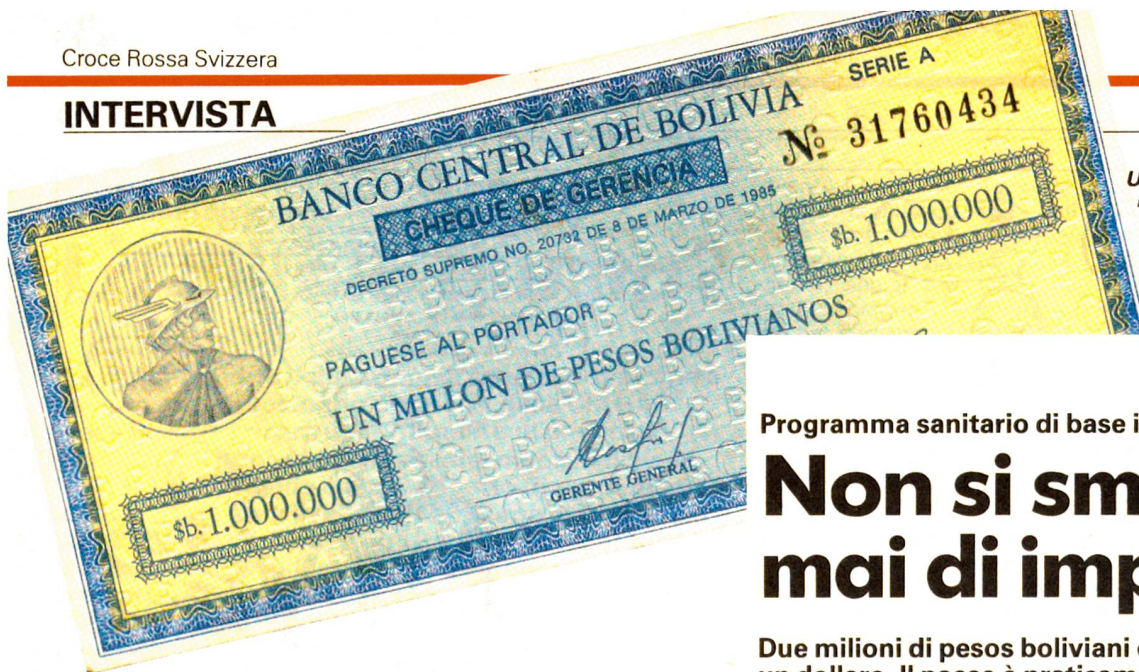 Croce Rossa Svizzera
INTERVISTA
SERIE A
BANCO CENTRAL DE BOLIVIA
Nº 31760434
CHEQUE DE GERENCIA
DECRETO SUPREMO NO. 20732 DE 8 DE MARZO DE 1985
$b. 1.000.000
PAGUESE AL PORTADOR
UN MILLON DE PESOS BOLIVIANOS
$b. 1.000.000
GERENTE GENERAL
Programma sanitario di base i
Non si sm
mai di imp
Due milioni di pesos boliviani